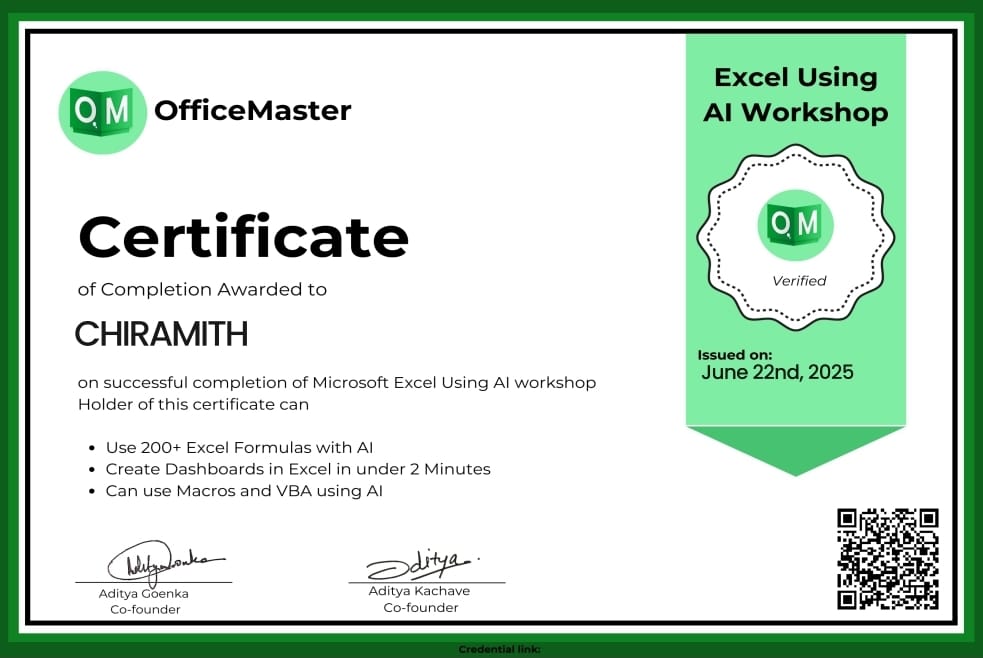 QM OfficeMaster
Certificate
of Completion Awarded to
CHIRAMITH
on successful completion of Microsoft Excel Using AI workshop
Holder of this certificate can
• Use 200+ Excel Formulas with AI
• Create Dashboards in Excel in under 2 Minutes
• Can use Macros and VBA using AI
Aditya Goenka
Co-founder
Aditya
Aditya Kachave
Co-founder
Excel Using
AI Workshop
QM
Verified
Issued on:
June 22nd, 2025
Credential link: